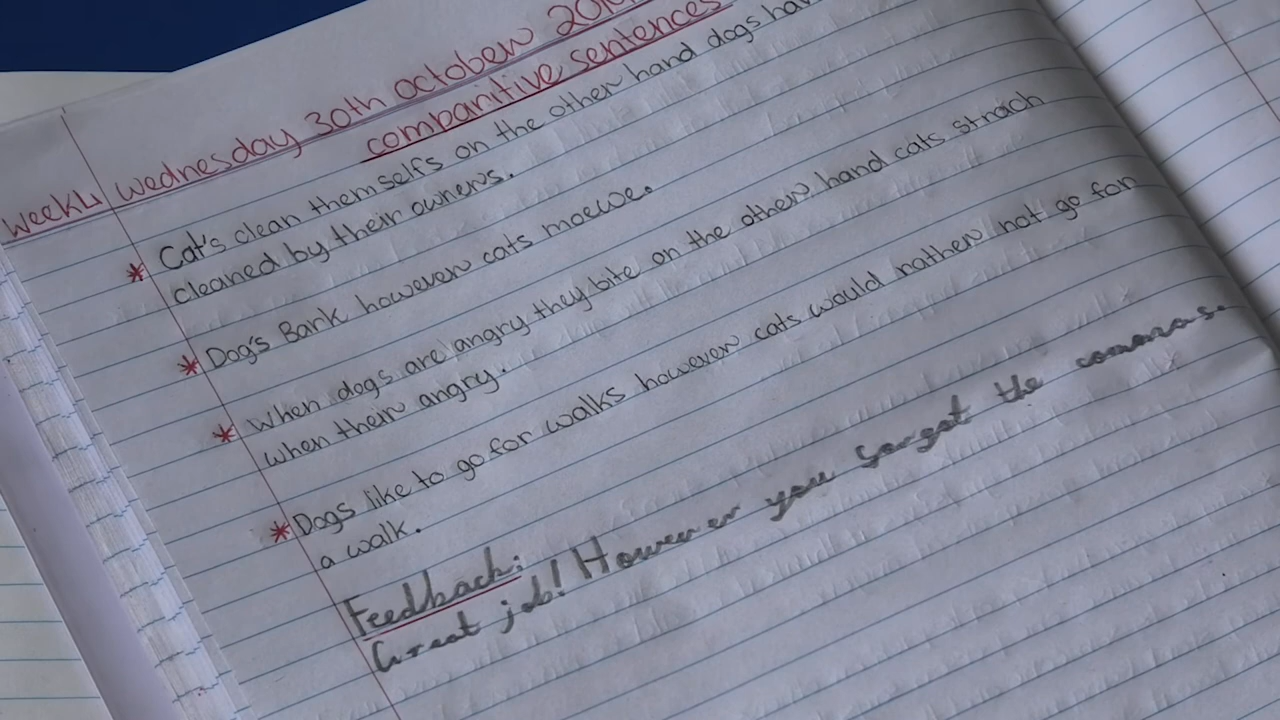 Week4 Wednesday 30th october
comparitive sentences
* Cat's clean themselfs on the other hand dogs
cleaned by their owners.
* Dog's Bark however cats moewe.
* When dogs are angry they bite on the other hand cats strach
when their angry.
* Dogs like to go for walks however cats would rather not go for
a walk.
Feedback:
Great job! However you forgot the commas.